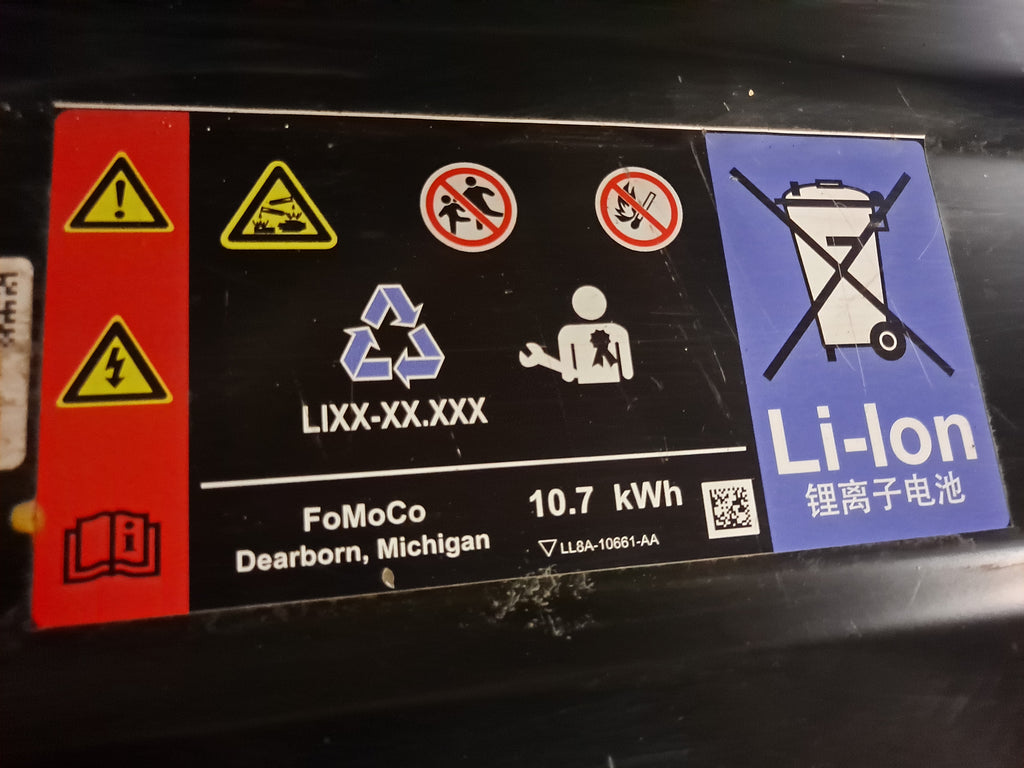 LIXX-XX.XXX
FoMoCo
Dearborn, Michigan
10.7 kWh
LL8A-10661-AA
Li-Ion
锂离子电池